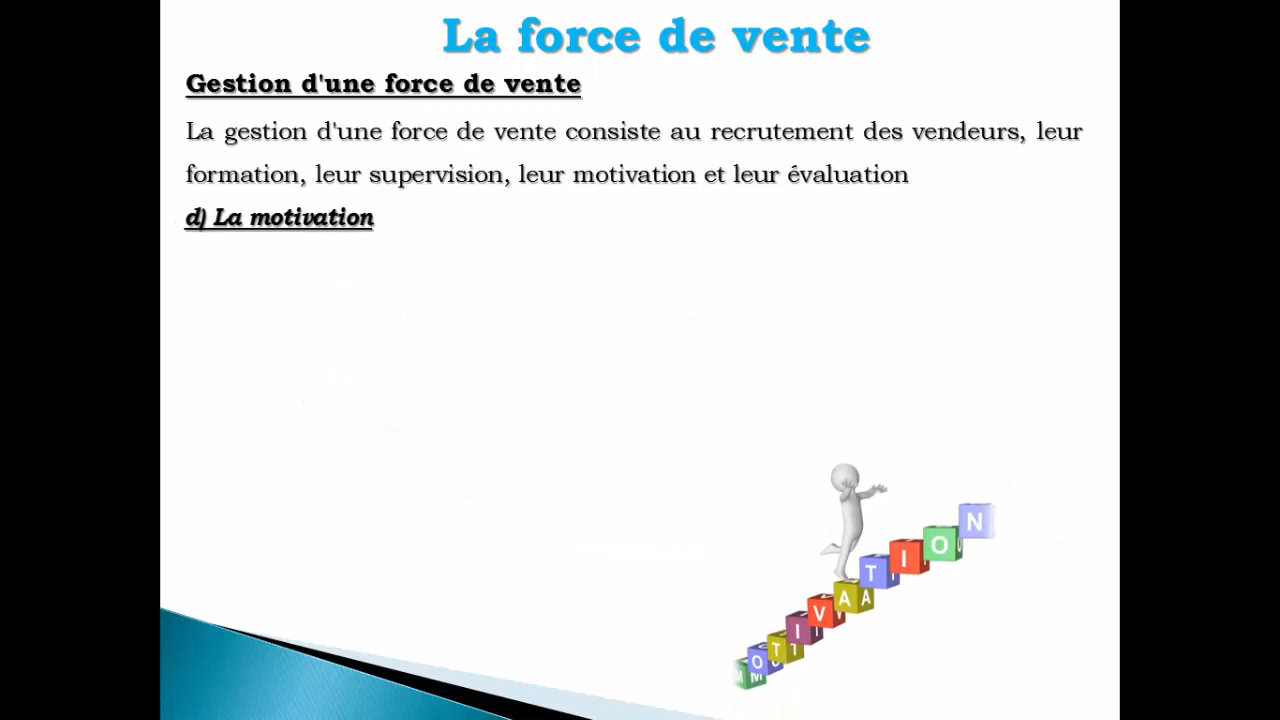 La force de vente
Gestion d'une force de vente
La gestion d'une force de vente consiste au recrutement des vendeurs, leur
formation, leur supervision, leur motivation et leur évaluation
d) La motivation
MOTIVATION